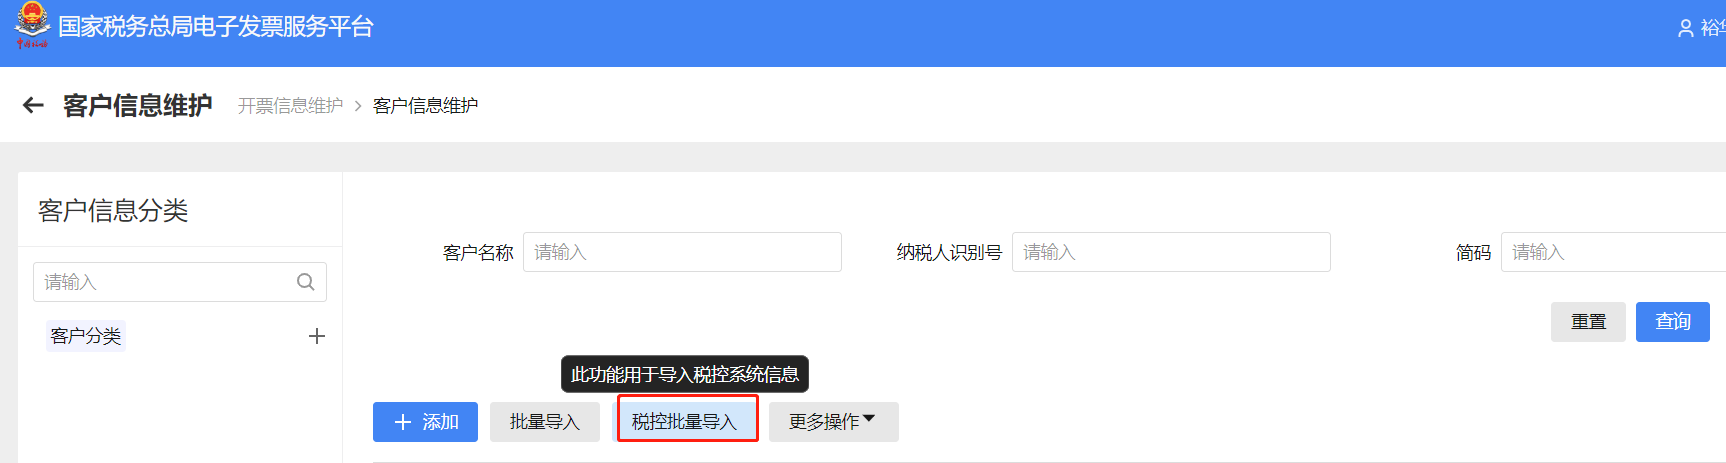 国家税务总局电子发票服务平台
裕华
客户信息维护 开票信息维护 > 客户信息维护
客户信息分类
请输入
客户分类
客户名称 请输入 纳税人识别号 请输入 简码 请输入
重置 查询
此功能用于导入税控系统信息
添加 批量导入 税控批量导入 更多操作